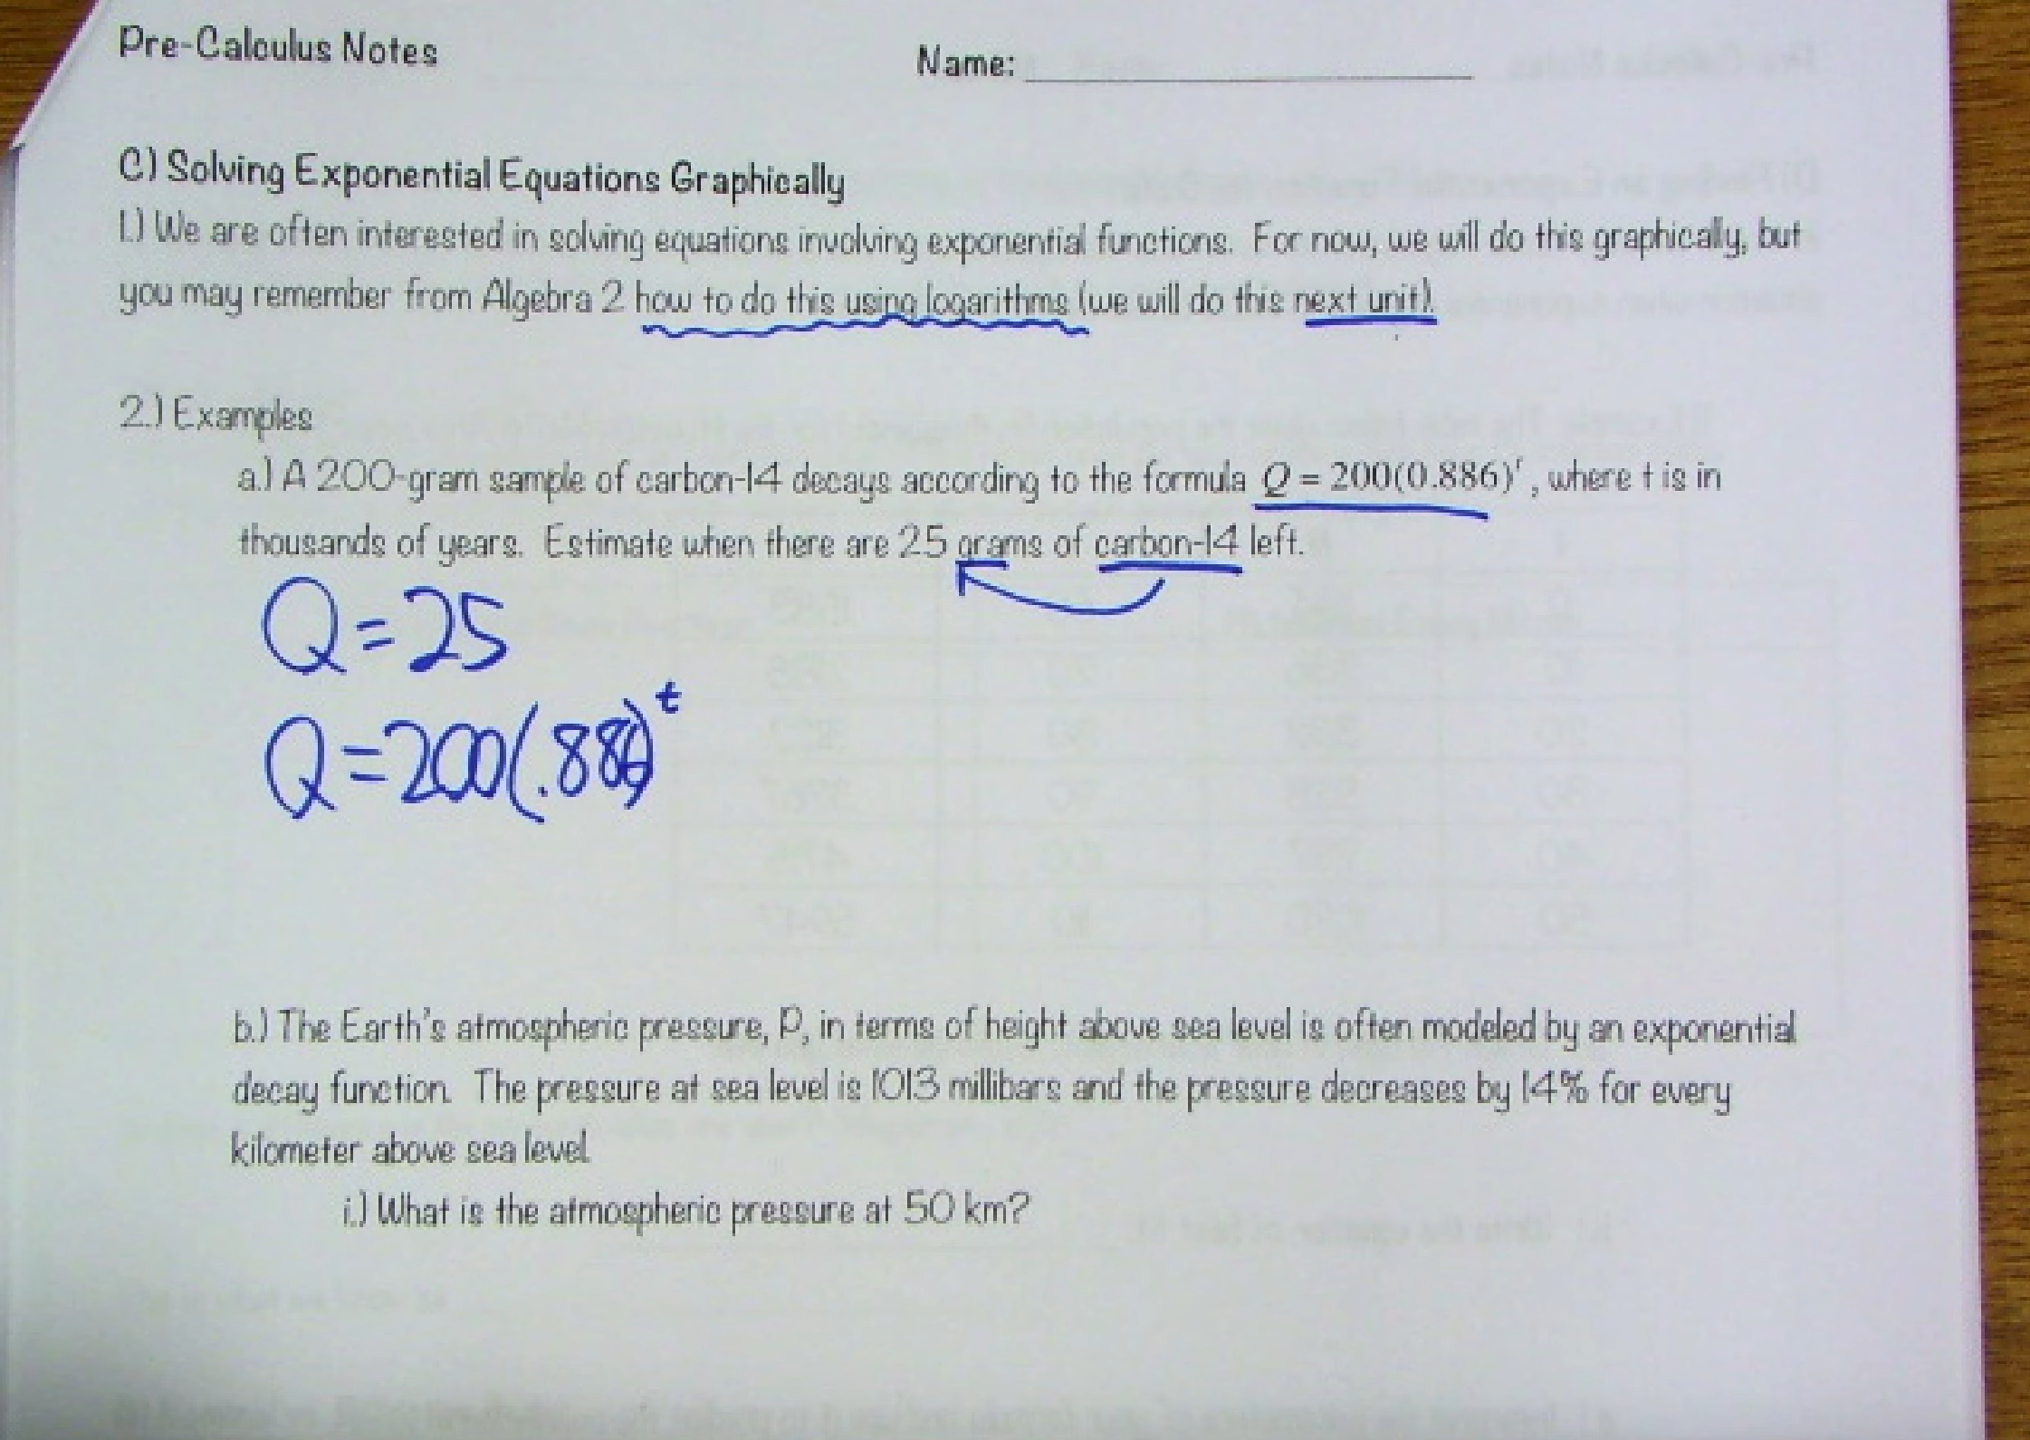 Pre-Calculus Notes
Name:
C) Solving Exponential Equations Graphically
1.) We are often interested in solving equations involving exponential functions. For now, we will do this graphically, but
you may remember from Algebra 2 how to do this using logarithms (we will do this next unit).
2.) Examples
a.) A 200-gram sample of carbon-14 decays according to the formula Q = 200(0.886)^t, where t is in
thousands of years. Estimate when there are 25 grams of carbon-14 left.
Q=25
Q=200(.886)^t
b.) The Earth's atmospheric pressure, P, in terms of height above sea level is often modeled by an exponential
decay function. The pressure at sea level is 1013 millibars and the pressure decreases by 14% for every
kilometer above sea level.
i.) What is the atmospheric pressure at 50 km?